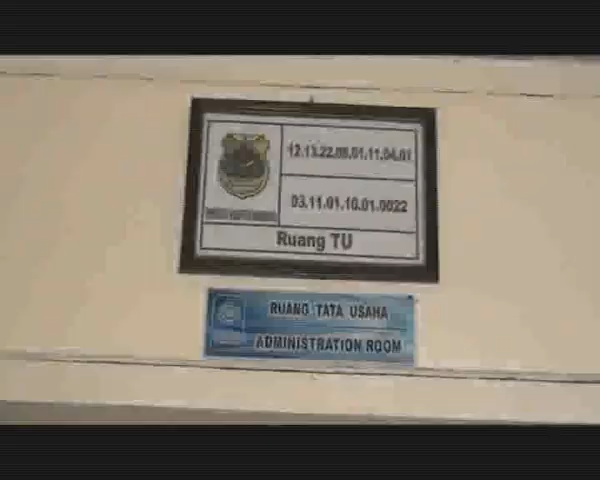 12.13.22.08.01.11.04.01
03.11.01.10.01.0022
Ruang TU
RUANG TATA USAHA
ADMINISTRATION ROOM